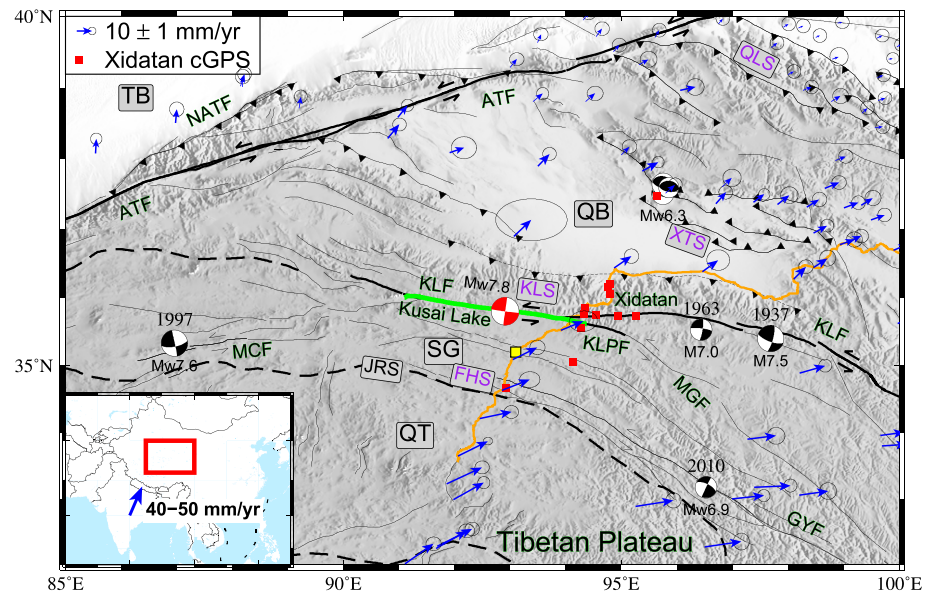 40°N
10 ± 1 mm/yr
Xidatan cGPS
QLS
TB
NATF
ATF
ATF
Mw6.3
QB
XTS
KLF
Mw7.8
KLS
Kusai Lake
Xidatan
1963
1937
KLF
1997
Mw7.6
MCF
SG
KLPF
M7.0
M7.5
35°N
JRS
FHS
MGF
QT
2010
Mw6.9
GYF
40−50 mm/yr
Tibetan Plateau
85°E
90°E
95°E
100°E